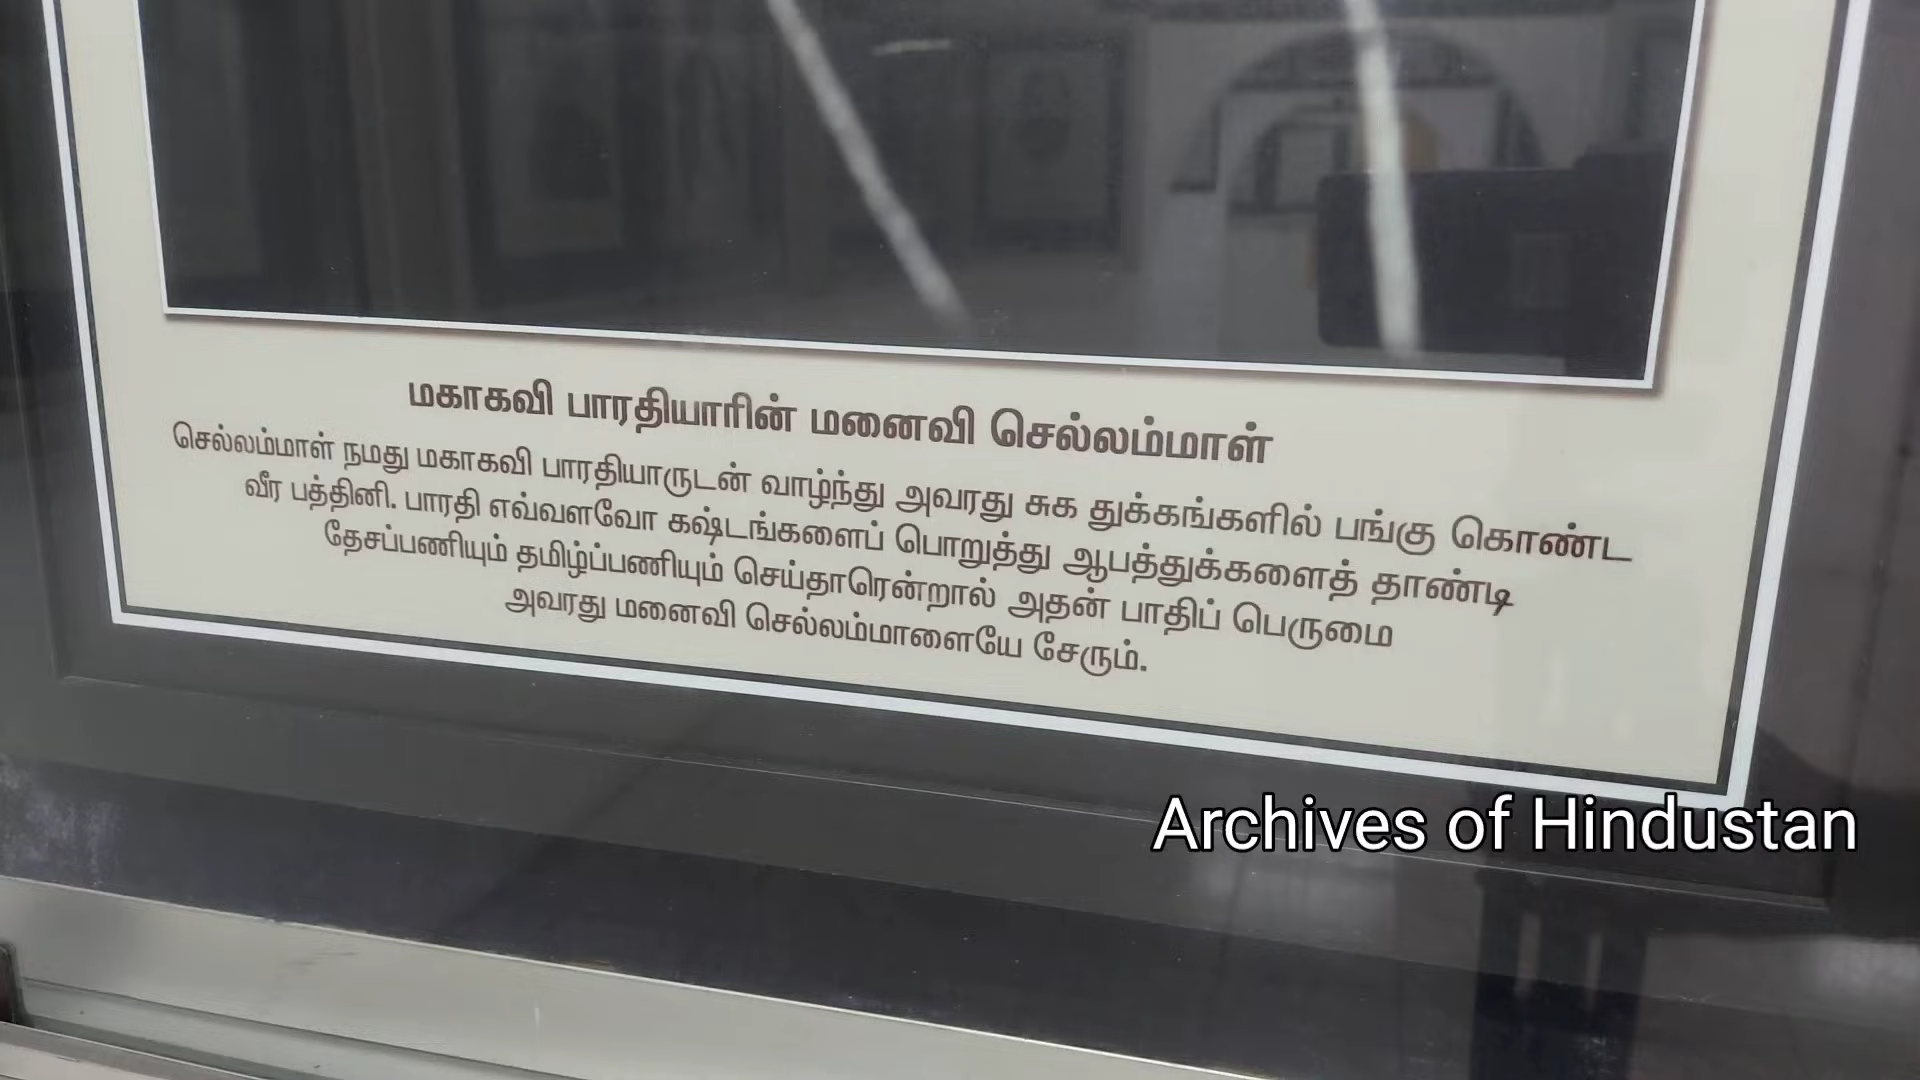 மகாகவி பாரதியாரின் மனைவி செல்லம்மாள்
செல்லம்மாள் நமது மகாகவி பாரதியாருடன் வாழ்ந்து அவரது சுக துக்கங்களில் பங்கு கொண்ட
வீர பத்தினி. பாரதி எவ்வளவோ கஷ்டங்களைப் பொறுத்து ஆபத்துக்களைத் தாண்டி
தேசப்பணியும் தமிழ்ப்பணியும் செய்தாரென்றால் அதன் பாதிப் பெருமை
அவரது மனைவி செல்லம்மாளையே சேரும்.
Archives of Hindustan